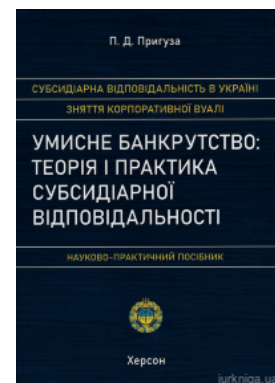 П. Д. Пригуза
СУБСИДІАРНА ВІДПОВІДАЛЬНІСТЬ В УКРАЇНІ
ЗНЯТТЯ КОРПОРАТИВНОЇ ВУАЛІ
УМИСНЕ БАНКРУТСТВО:
ТЕОРІЯ І ПРАКТИКА
СУБСИДІАРНОЇ
ВІДПОВІДАЛЬНОСТІ
НАУКОВО-ПРАКТИЧНИЙ ПОСІБНИК
Херсон
jurkniga.ua